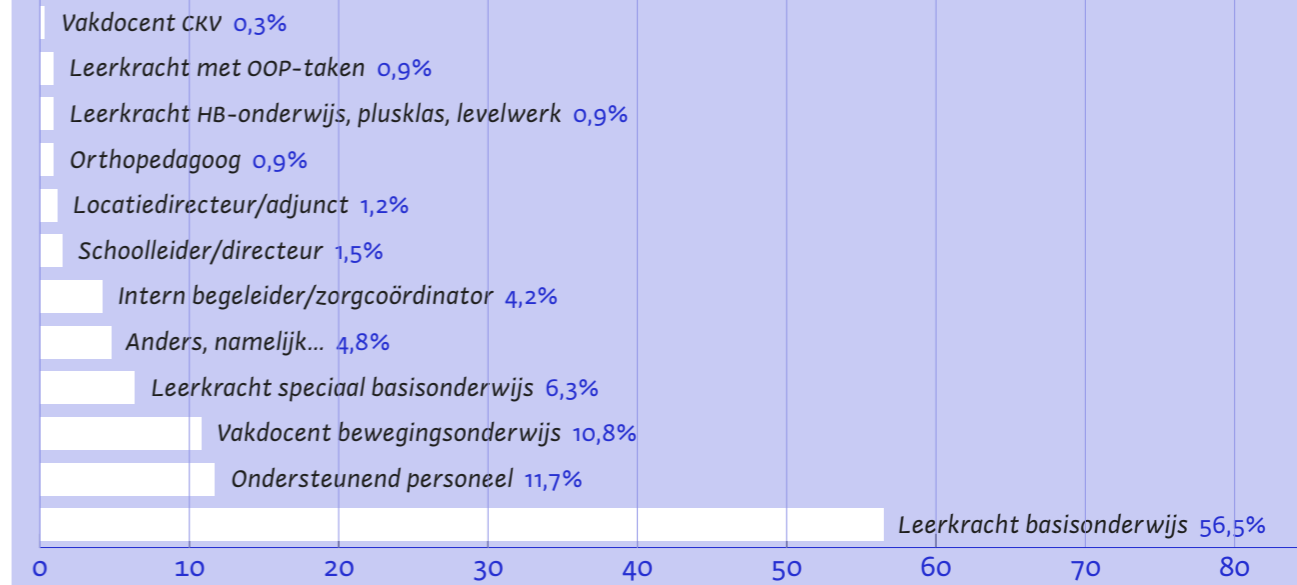 Vakdocent CKV 0,3%
Leerkracht met OOP-taken 0,9%
Leerkracht HB-onderwijs, plusklas, levelwerk 0,9%
Orthopedagoog 0,9%
Locatiedirecteur/adjunct 1,2%
Schoolleider/directeur 1,5%
Intern begeleider/zorgcoördinator 4,2%
Anders, namelijk... 4,8%
Leerkracht speciaal basisonderwijs 6,3%
Vakdocent bewegingsonderwijs 10,8%
Ondersteunend personeel 11,7%
Leerkracht basisonderwijs 56,5%
0 10 20 30 40 50 60 70 80